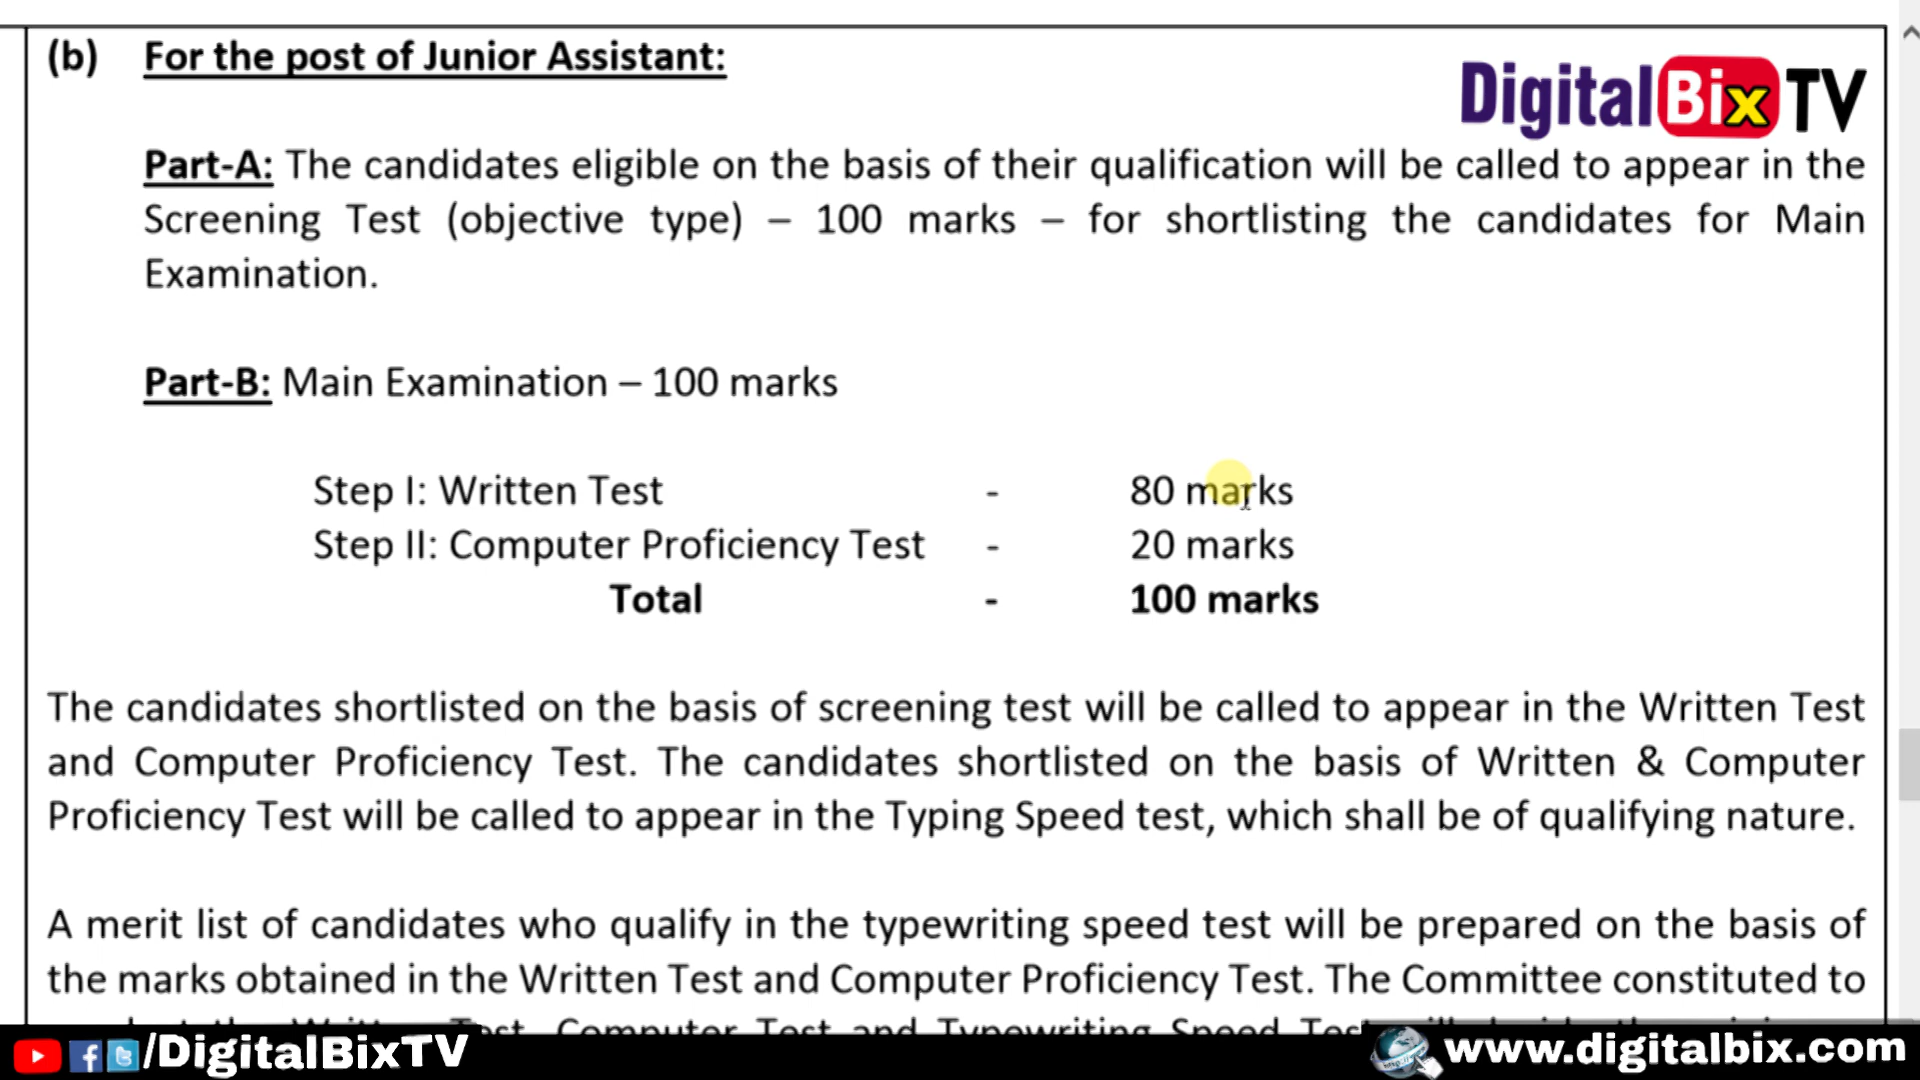 (b) For the post of Junior Assistant:
DigitalBixTV
Part-A: The candidates eligible on the basis of their qualification will be called to appear in the
Screening Test (objective type) – 100 marks – for shortlisting the candidates for Main
Examination.
Part-B: Main Examination – 100 marks
Step I: Written Test - 80 marks
Step II: Computer Proficiency Test - 20 marks
Total - 100 marks
The candidates shortlisted on the basis of screening test will be called to appear in the Written Test
and Computer Proficiency Test. The candidates shortlisted on the basis of Written & Computer
Proficiency Test will be called to appear in the Typing Speed test, which shall be of qualifying nature.
A merit list of candidates who qualify in the typewriting speed test will be prepared on the basis of
the marks obtained in the Written Test and Computer Proficiency Test. The Committee constituted to
Computer Test and Typewriting Speed
/DigitalBixTV
www.digitalbix.com